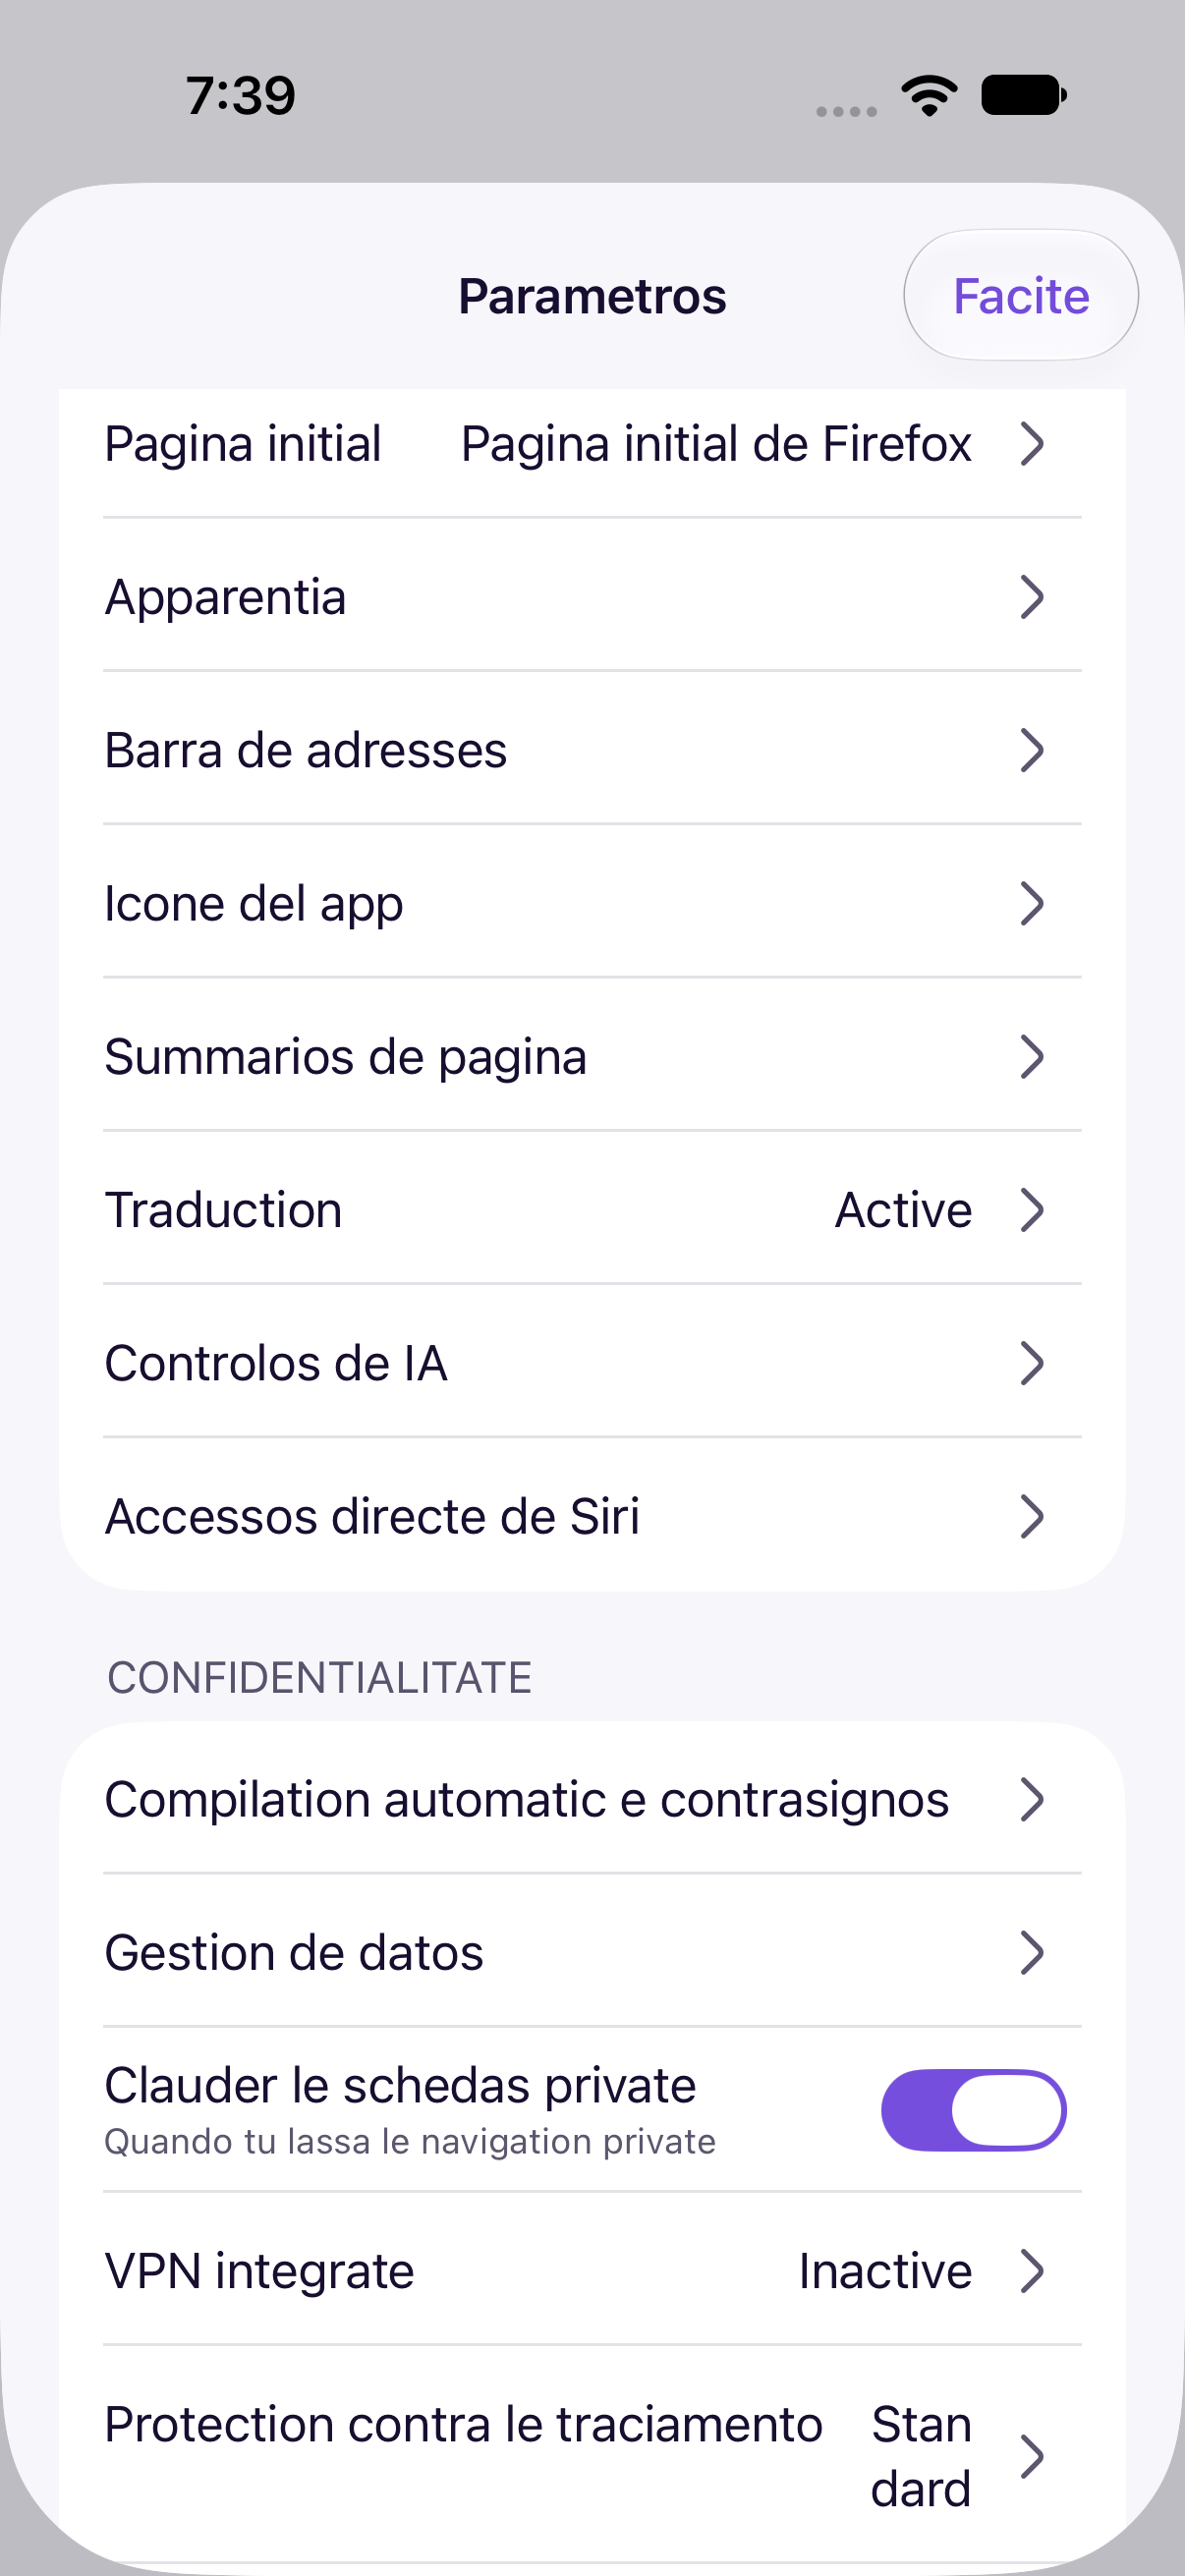 7:39
Parametros
Facite
Pagina initial Pagina initial de Firefox
Apparentia
Barra de adresses
Icone del app
Summarios de pagina
Traduction Active
Controlos de IA
Accessos directe de Siri
CONFIDENTIALITATE
Compilation automatic e contrasignos
Gestion de datos
Clauder le schedas private
Quando tu lassa le navigation private
VPN integrate Inactive
Protection contra le traciamento Stan
dard